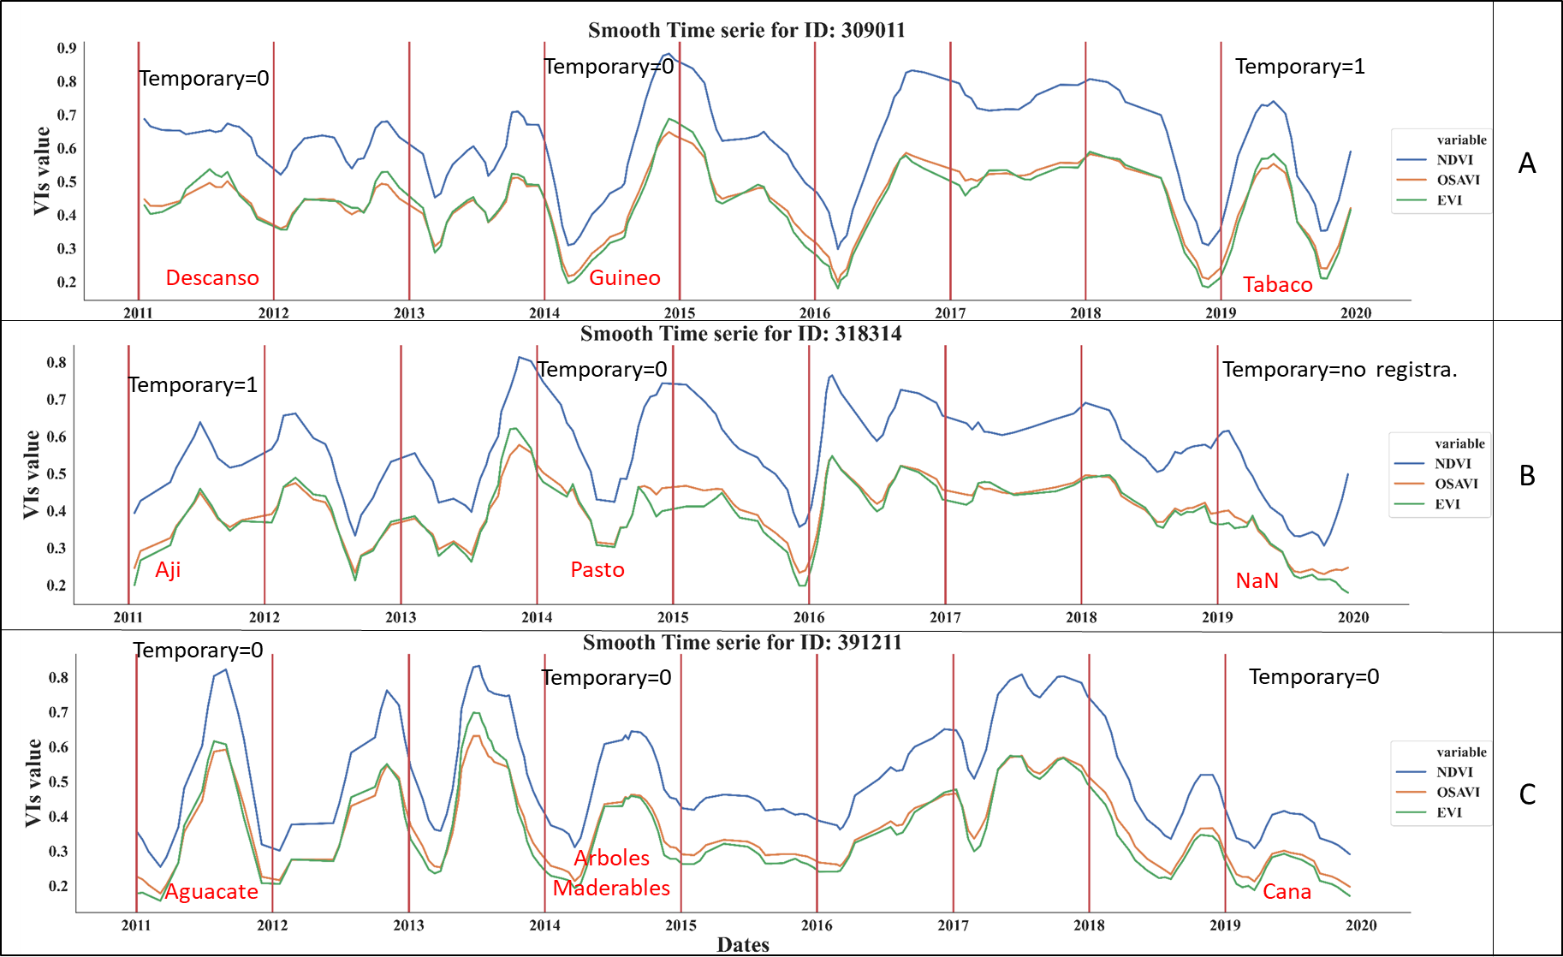 Smooth Time serie for ID: 309011
Temporary=0
Temporary=0
Temporary=1
VIs value
0.9
0.8
0.7
0.6
0.5
0.4
0.3
0.2
Descanso
Guineo
Tabaco
2011 2012 2013 2014 2015 2016 2017 2018 2019 2020
variable
NDVI
OSAVI
EVI
A
Smooth Time serie for ID: 318314
Temporary=1
Temporary=0
Temporary=no registra.
VIs value
0.8
0.7
0.6
0.5
0.4
0.3
0.2
Aji
Pasto
NaN
2011 2012 2013 2014 2015 2016 2017 2018 2019 2020
variable
NDVI
OSAVI
EVI
B
Smooth Time serie for ID: 391211
Temporary=0
Temporary=0
Temporary=0
VIs value
0.8
0.7
0.6
0.5
0.4
0.3
0.2
Aguacate
Arboles
Maderables
Cana
2011 2012 2013 2014 2015 2016 2017 2018 2019 2020
Dates
variable
NDVI
OSAVI
EVI
C